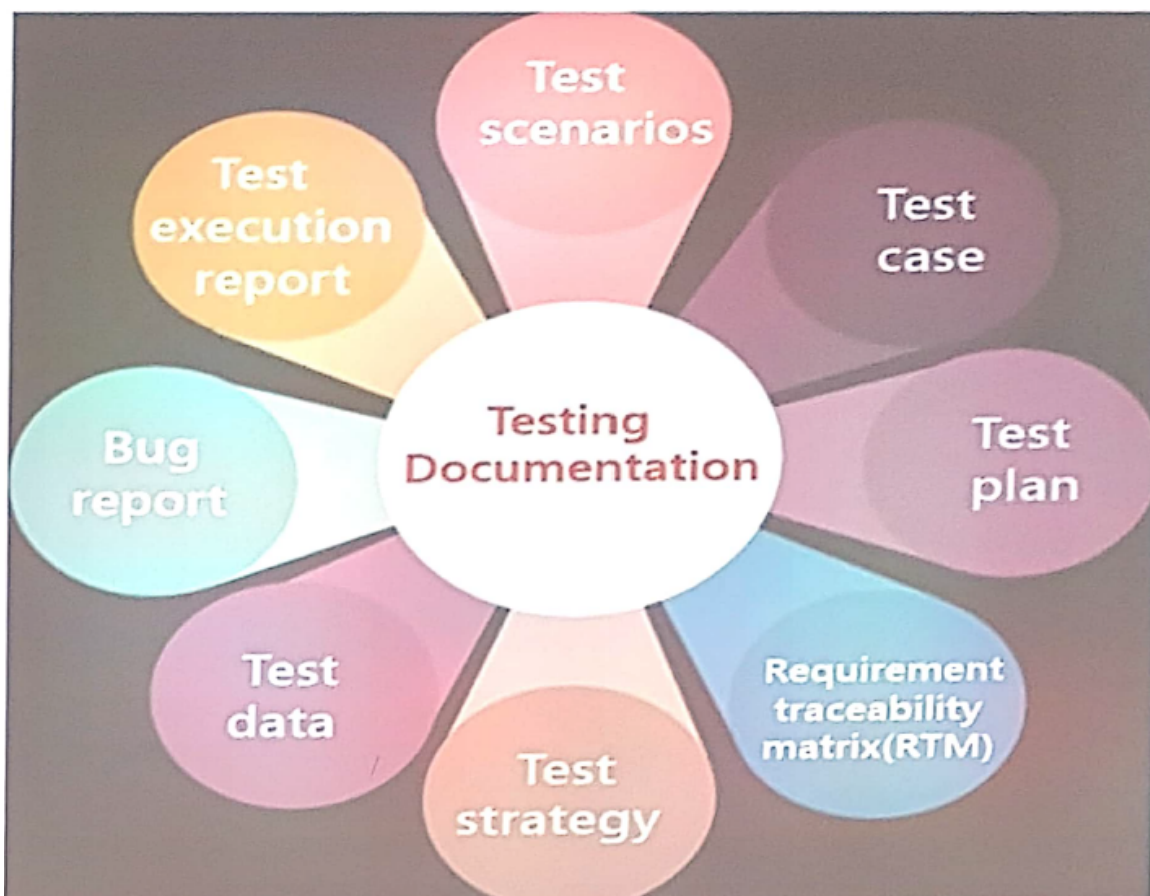 Test
scenarios
Test
case
Test
plan
Requirement
traceability
matrix(RTM)
Test
strategy
Test
data
Bug
report
Test
execution
report
Testing
Documentation